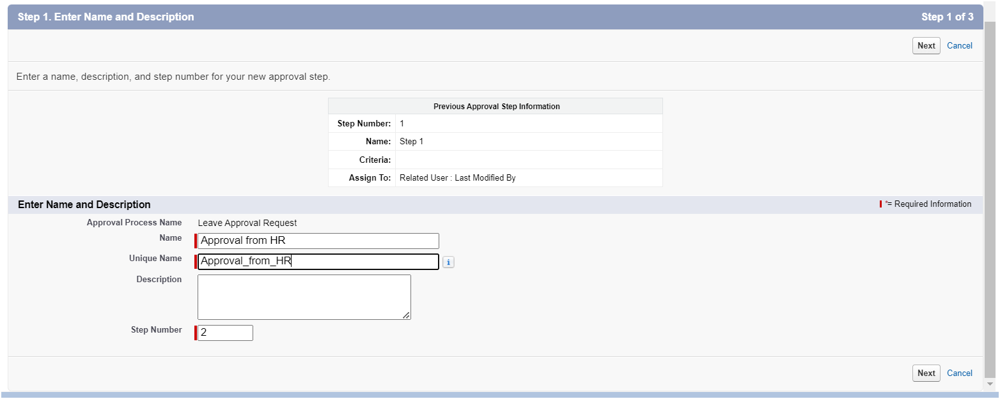 Step 1. Enter Name and Description Step 1 of 3
Next Cancel
Enter a name, description, and step number for your new approval step.
Previous Approval Step Information
Step Number: 1
Name: Step 1
Criteria:
Assign To: Related User : Last Modified By
Enter Name and Description *= Required Information
Approval Process Name Leave Approval Request
Name Approval from HR
Unique Name Approval_from_HR i
Description
Step Number 2
Next Cancel